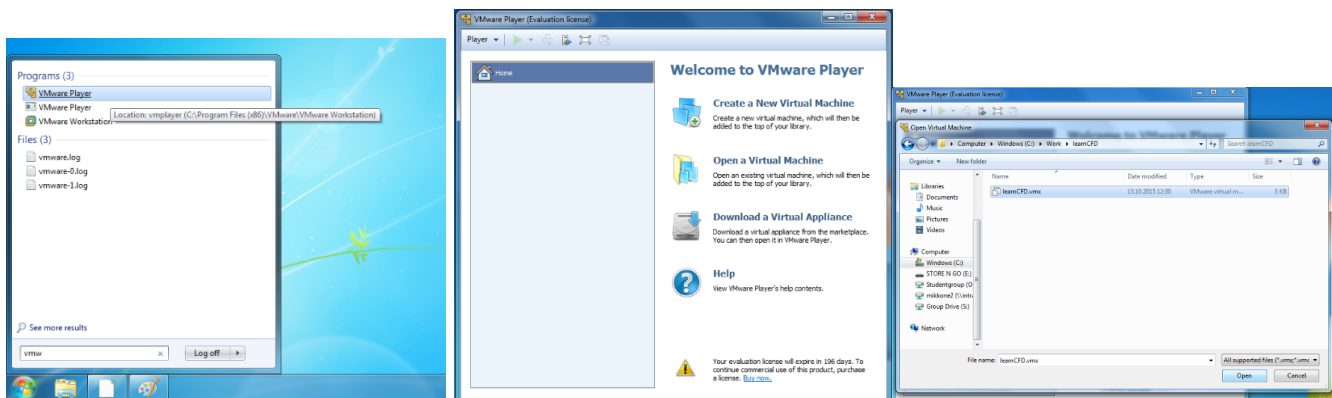 Programs (3)
VMware Player
VMware Player
Location: vmplayer (C:\Program Files (x86)\VMware\VMware Workstation)
VMware Workstation
Files (3)
vmware.log
vmware-0.log
vmware-1.log
See more results
vmw
x
Log off
VMware Player (Evaluation license)
Player
Home
Welcome to VMware Player
Create a New Virtual Machine
Create a new virtual machine, which will then be
added to the top of your library.
Open a Virtual Machine
Open an existing virtual machine, which will then be
added to the top of your library.
Download a Virtual Appliance
Download a virtual appliance from the marketplace.
You can then open it in VMware Player.
Help
View VMware Player's help contents.
Your evaluation license will expire in 196 days. To
continue commercial use of this product, purchase
a license. Buy now.
VMware Player (Evaluation license)
Player
Welcome to VMware Player
Open Virtual Machine
Computer
Windows (C:)
Work
learnCFD
Search learnCFD
Organize
New folder
Name
Date modified
Type
Size
learnCFD.vmx
13.10.2015 12:30
VMware virtual m...
3 KB
Libraries
Documents
Music
Pictures
Videos
Computer
Windows (C:)
STORE N GO (E:)
Studentgroup (O
mikkone2 (\\intra
Group Drive (S:)
Network
File name:
learnCFD.vmx
All supported files (*.vmx;*.vmc
Open
Cancel